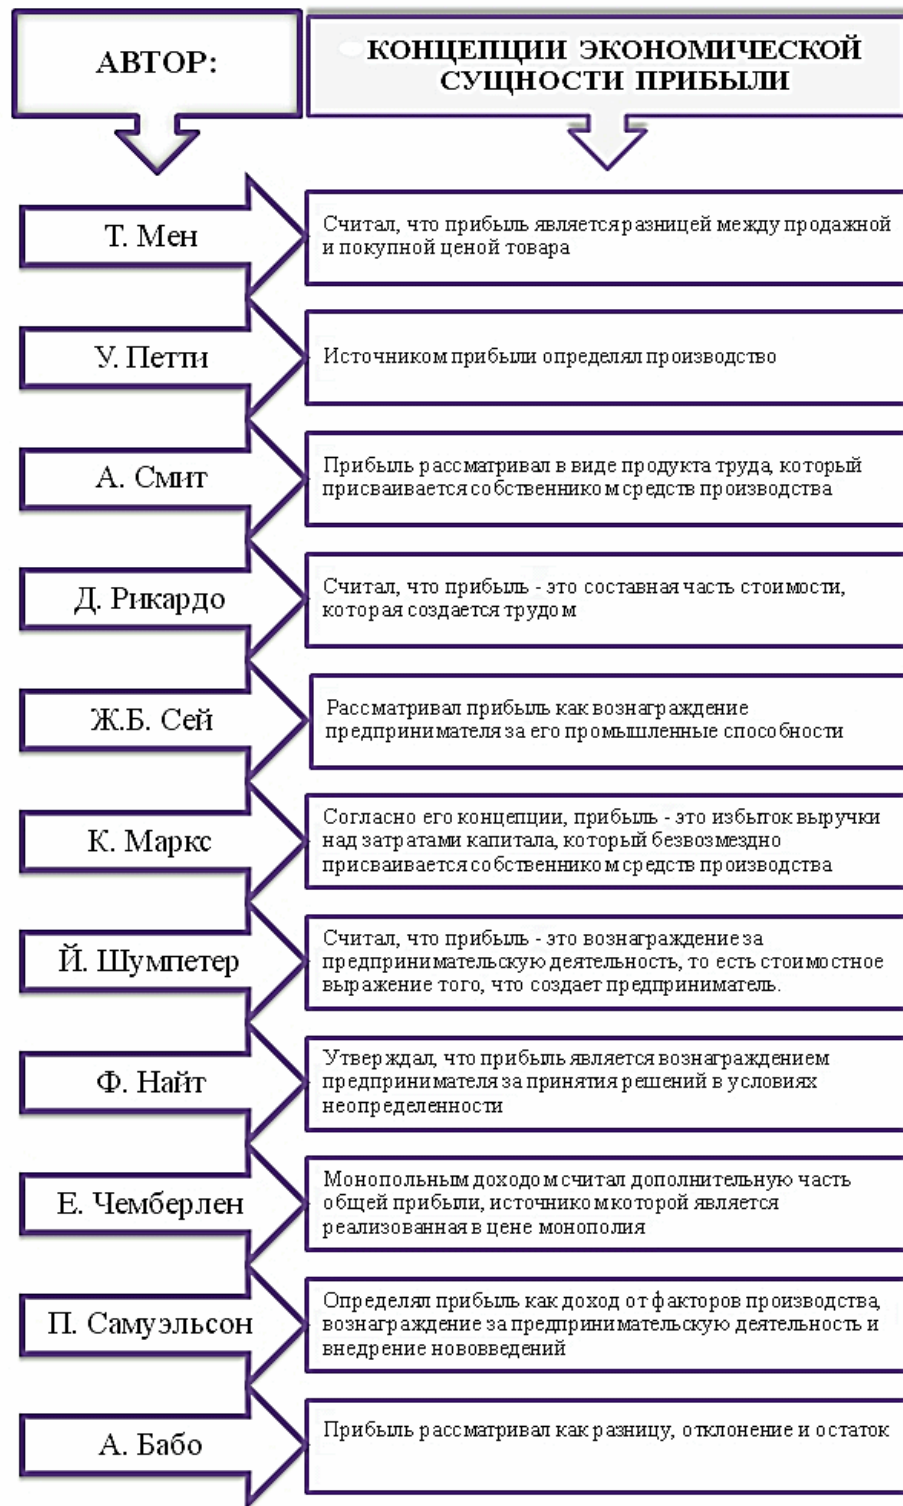 АВТОР:
КОНЦЕПЦИИ ЭКОНОМИЧЕСКОЙ
СУЩНОСТИ ПРИБЫЛИ
Т. Мен
Считал, что прибыль является разницей между продажной
и покупной ценой товара
У. Петти
Источником прибыли определял производство
А. Смит
Прибыль рассматривал в виде продукта труда, который
присваивается собственником средств производства
Д. Рикардо
Считал, что прибыль - это составная часть стоимости,
которая создается трудом
Ж.Б. Сей
Рассматривал прибыль как вознаграждение
предпринимателя за его промышленные способности
К. Маркс
Согласно его концепции, прибыль - это избыток выручки
над затратами капитала, который безвозмездно
присваивается собственником средств производства
Й. Шумпетер
Считал, что прибыль - это вознаграждение за
предпринимательскую деятельность, то есть стоимостное
выражение того, что создает предприниматель.
Ф. Найт
Утверждал, что прибыль является вознаграждением
предпринимателя за принятия решений в условиях
неопределенности
Е. Чемберлен
Монопольным доходом считал дополнительную часть
общей прибыли, источником которой является
реализованная в цене монополия
П. Самуэльсон
Определял прибыль как доход от факторов производства,
вознаграждение за предпринимательскую деятельность и
внедрение нововведений
А. Бабо
Прибыль рассматривал как разницу, отклонение и остаток